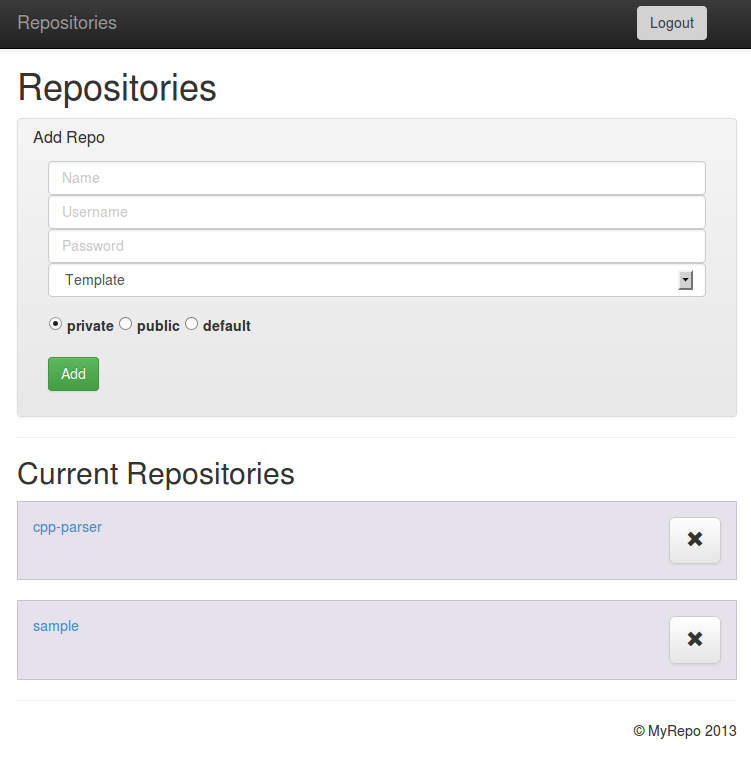 Repositories Logout
Repositories
Add Repo
Name
Username
Password
Template
private public default
Add
Current Repositories
cpp-parser
sample
© MyRepo 2013